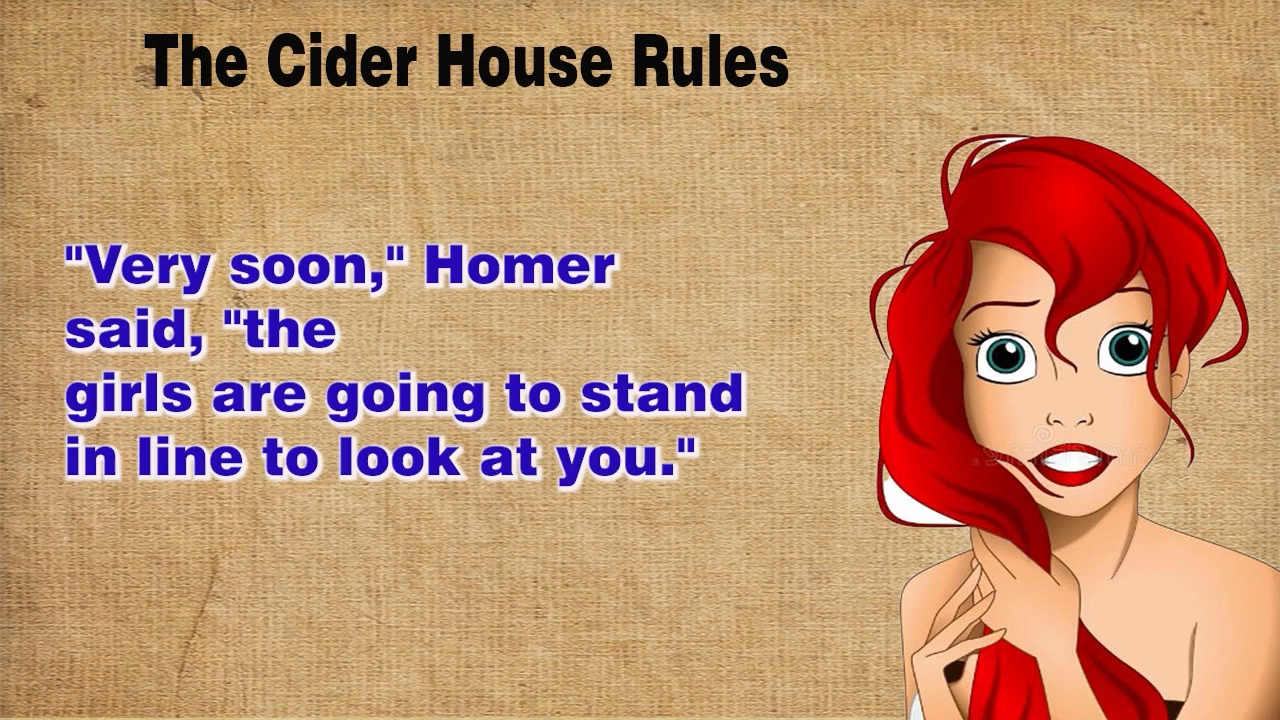 The Cider House Rules
"Very soon," Homer
said, "the
girls are going to stand
in line to look at you."